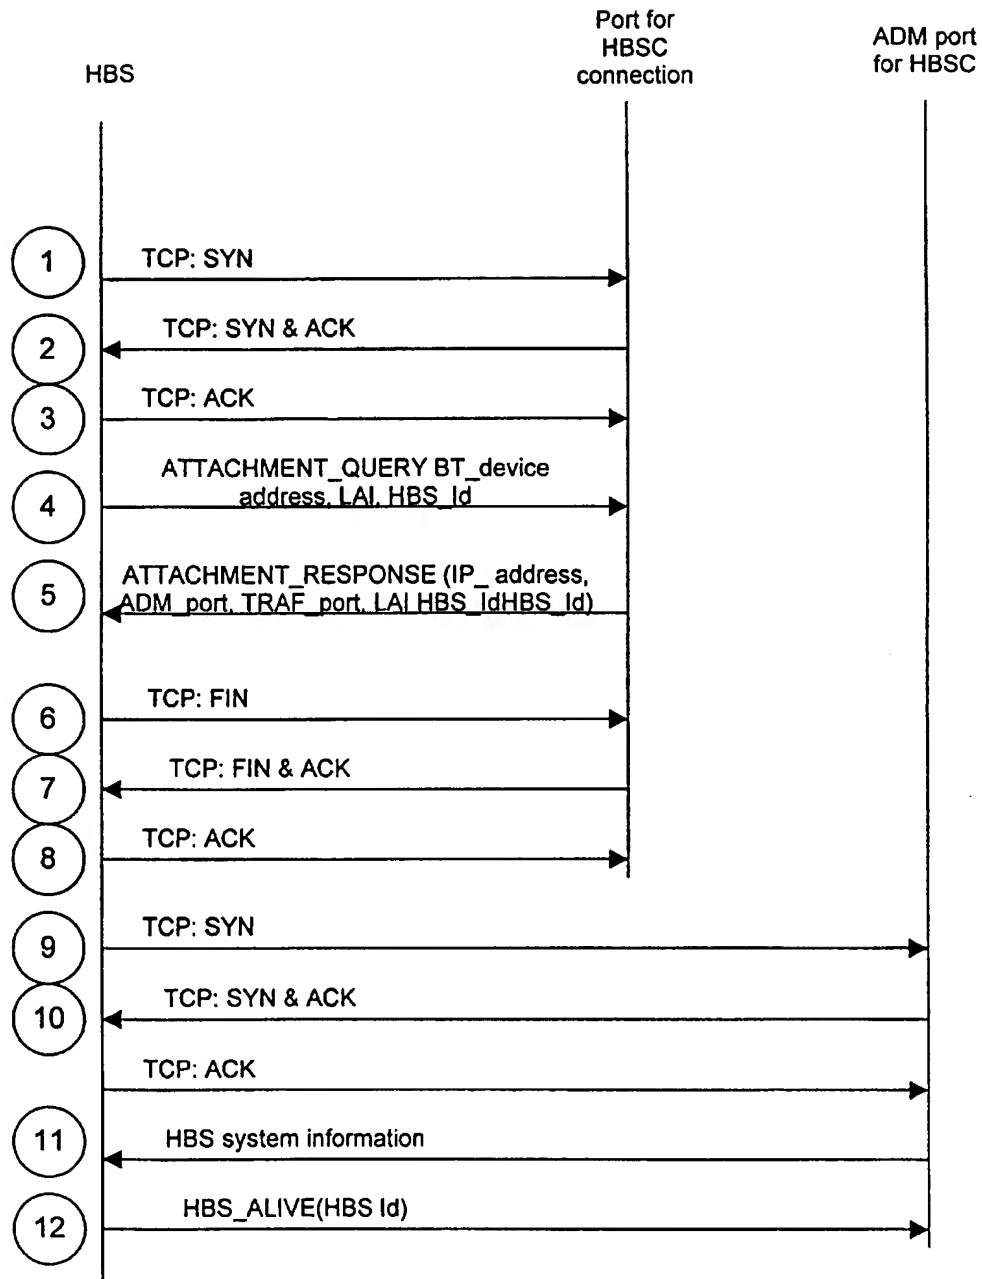 HBS
Port for
HBSC
connection
ADM port
for HBSC
1
TCP: SYN
2
TCP: SYN & ACK
3
TCP: ACK
4
ATTACHMENT_QUERY BT_device
address, LAI, HBS_Id
5
ATTACHMENT_RESPONSE (IP_ address,
ADM_port, TRAF_port, LAI HBS_IdHBS_Id)
6
TCP: FIN
7
TCP: FIN & ACK
8
TCP: ACK
9
TCP: SYN
10
TCP: SYN & ACK
TCP: ACK
11
HBS system information
12
HBS_ALIVE(HBS Id)